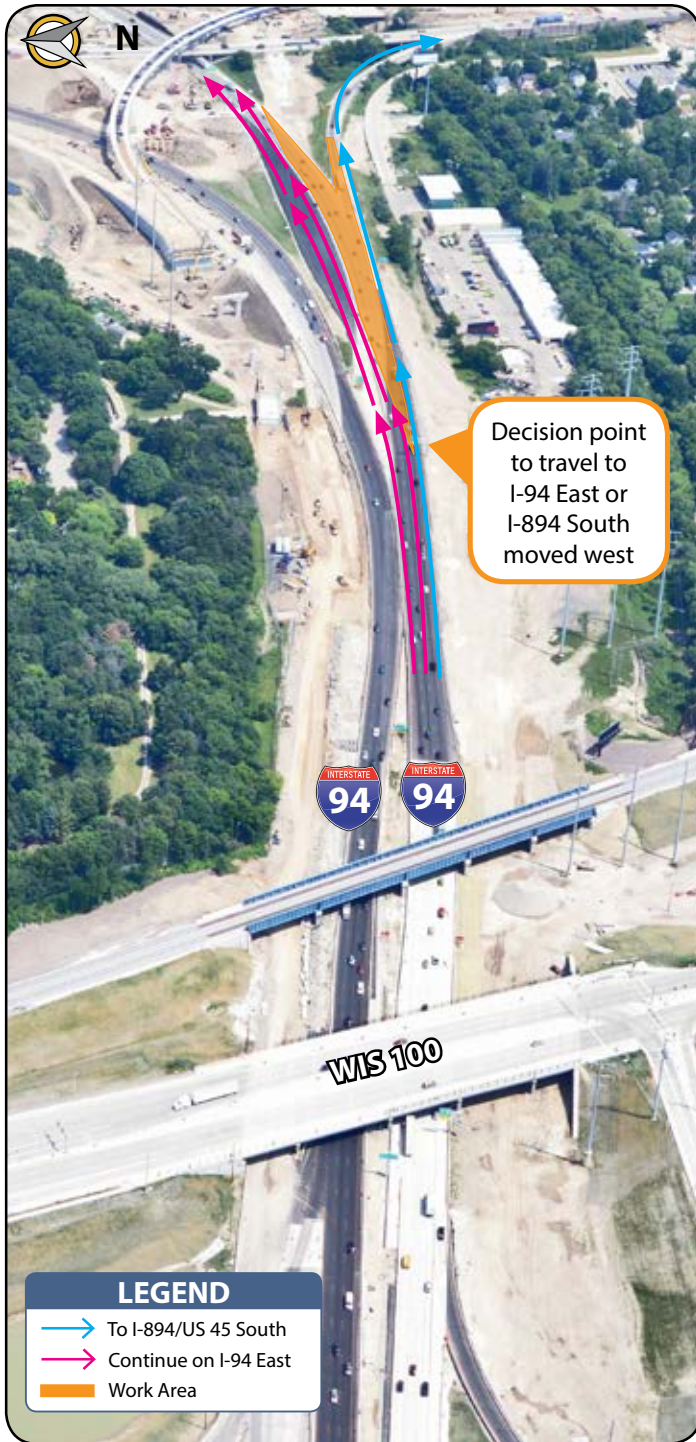 N
Decision point
to travel to
I-94 East or
I-894 South
moved west
INTERSTATE
94
INTERSTATE
94
WIS 100
LEGEND
To I-894/US 45 South
Continue on I-94 East
Work Area